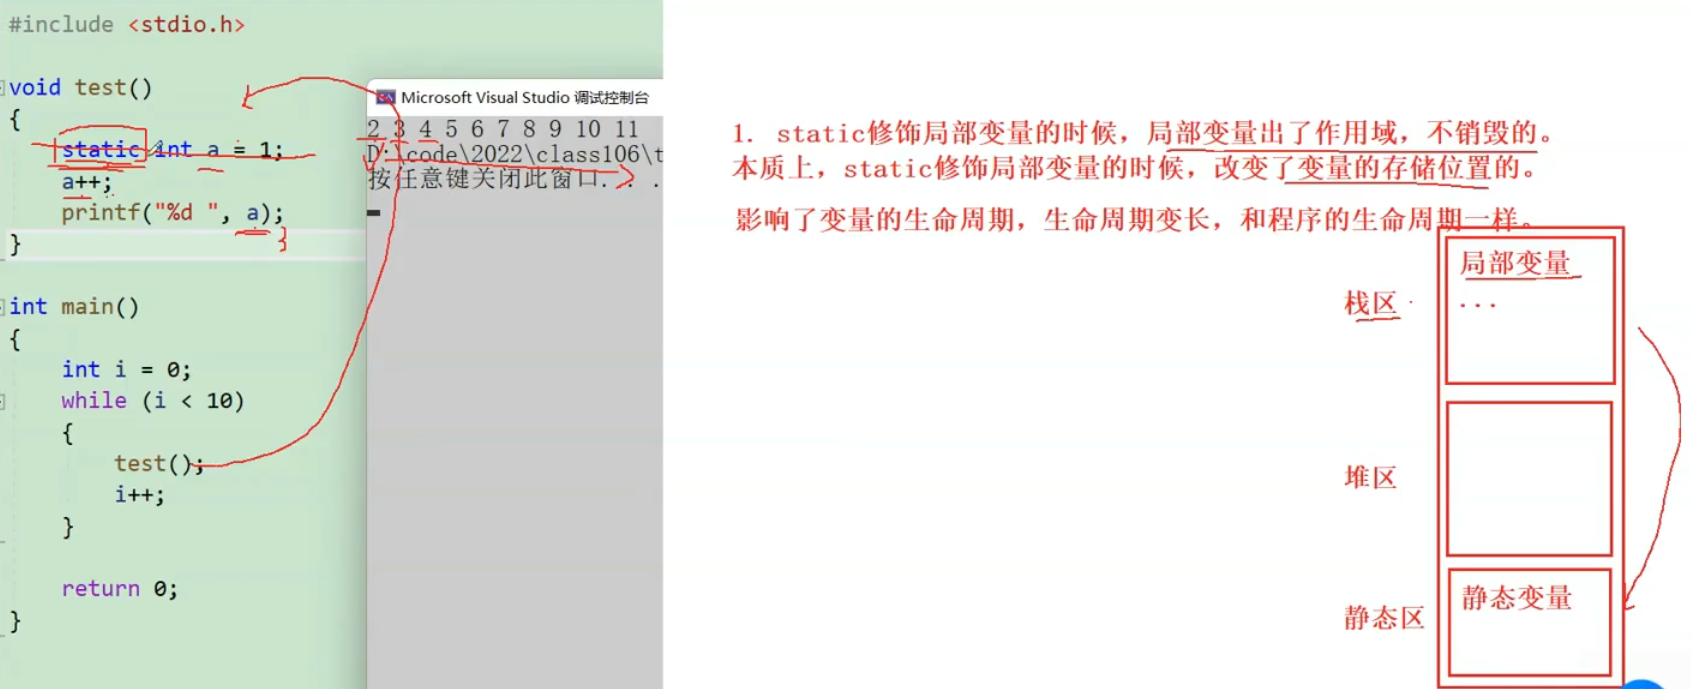 #include <stdio.h>
void test()
{
static int a = 1;
a++;
printf("%d ", a);
}
int main()
{
int i = 0;
while (i < 10)
{
test();
i++;
}
return 0;
}
Microsoft Visual Studio 调试控制台
2 3 4 5 6 7 8 9 10 11
D:\code\2022\class106\t
按任意键关闭此窗口. . .
1. static修饰局部变量的时候，局部变量出了作用域，不销毁的。
本质上，static修饰局部变量的时候，改变了变量的存储位置的。
影响了变量的生命周期，生命周期变长，和程序的生命周期一样。
局部变量
栈区
...
堆区
静态变量
静态区